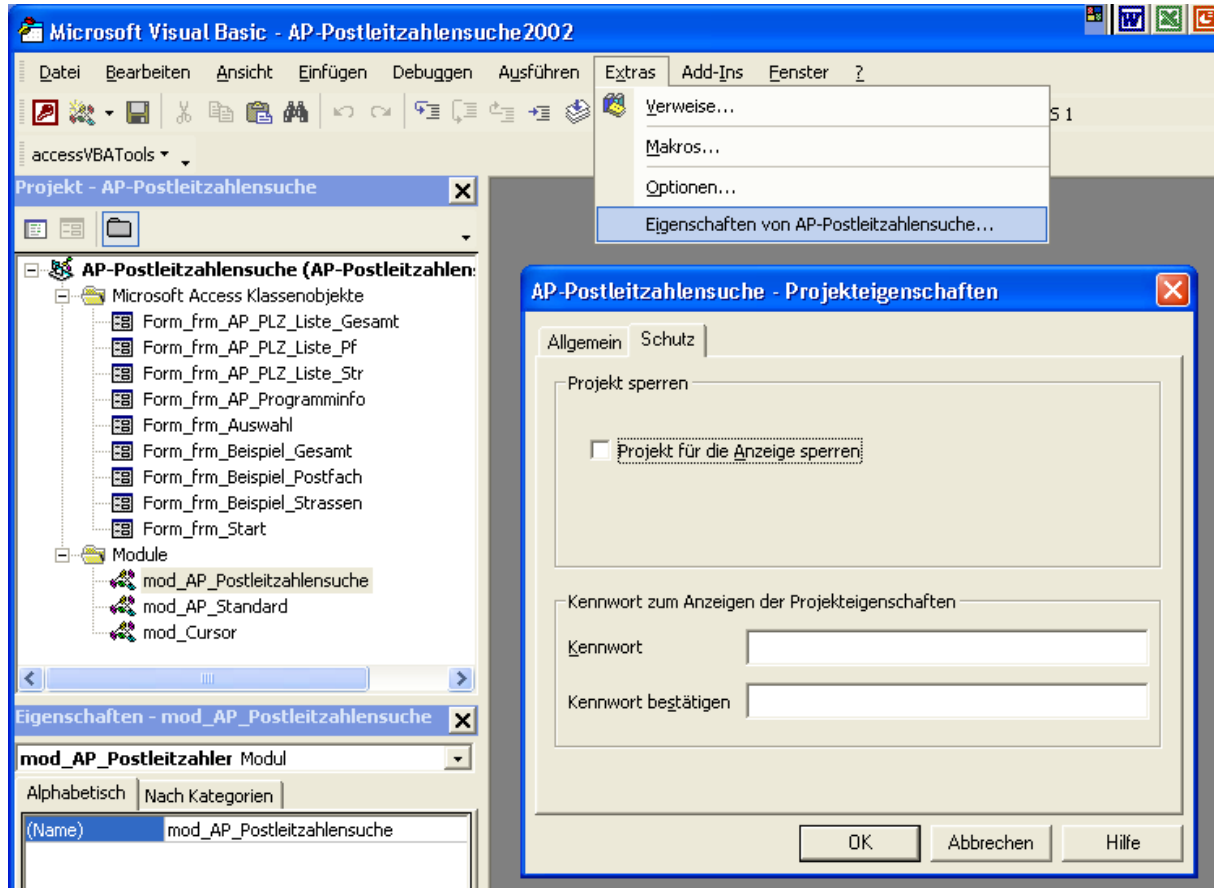 Microsoft Visual Basic - AP-Postleitzahlensuche2002
Datei Bearbeiten Ansicht Einfügen Debuggen Ausführen Extras Add-Ins Fenster ?
Verweise...
S 1
Makros...
accessVBATools
Optionen...
Eigenschaften von AP-Postleitzahlensuche...
Projekt - AP-Postleitzahlensuche
AP-Postleitzahlensuche (AP-Postleitzahlen:
Microsoft Access Klassenobjekte
Form_frm_AP_PLZ_Liste_Gesamt
Form_frm_AP_PLZ_Liste_Pf
Form_frm_AP_PLZ_Liste_Str
Form_frm_AP_Programminfo
Form_frm_Auswahl
Form_frm_Beispiel_Gesamt
Form_frm_Beispiel_Postfach
Form_frm_Beispiel_Strassen
Form_frm_Start
Module
mod_AP_Postleitzahlensuche
mod_AP_Standard
mod_Cursor
Eigenschaften - mod_AP_Postleitzahlensuche
mod_AP_Postleitzahler Modul
Alphabetisch Nach Kategorien
(Name) mod_AP_Postleitzahlensuche
AP-Postleitzahlensuche - Projekteigenschaften
Allgemein Schutz
Projekt sperren
Projekt für die Anzeige sperren
Kennwort zum Anzeigen der Projekteigenschaften
Kennwort
Kennwort bestätigen
OK Abbrechen Hilfe